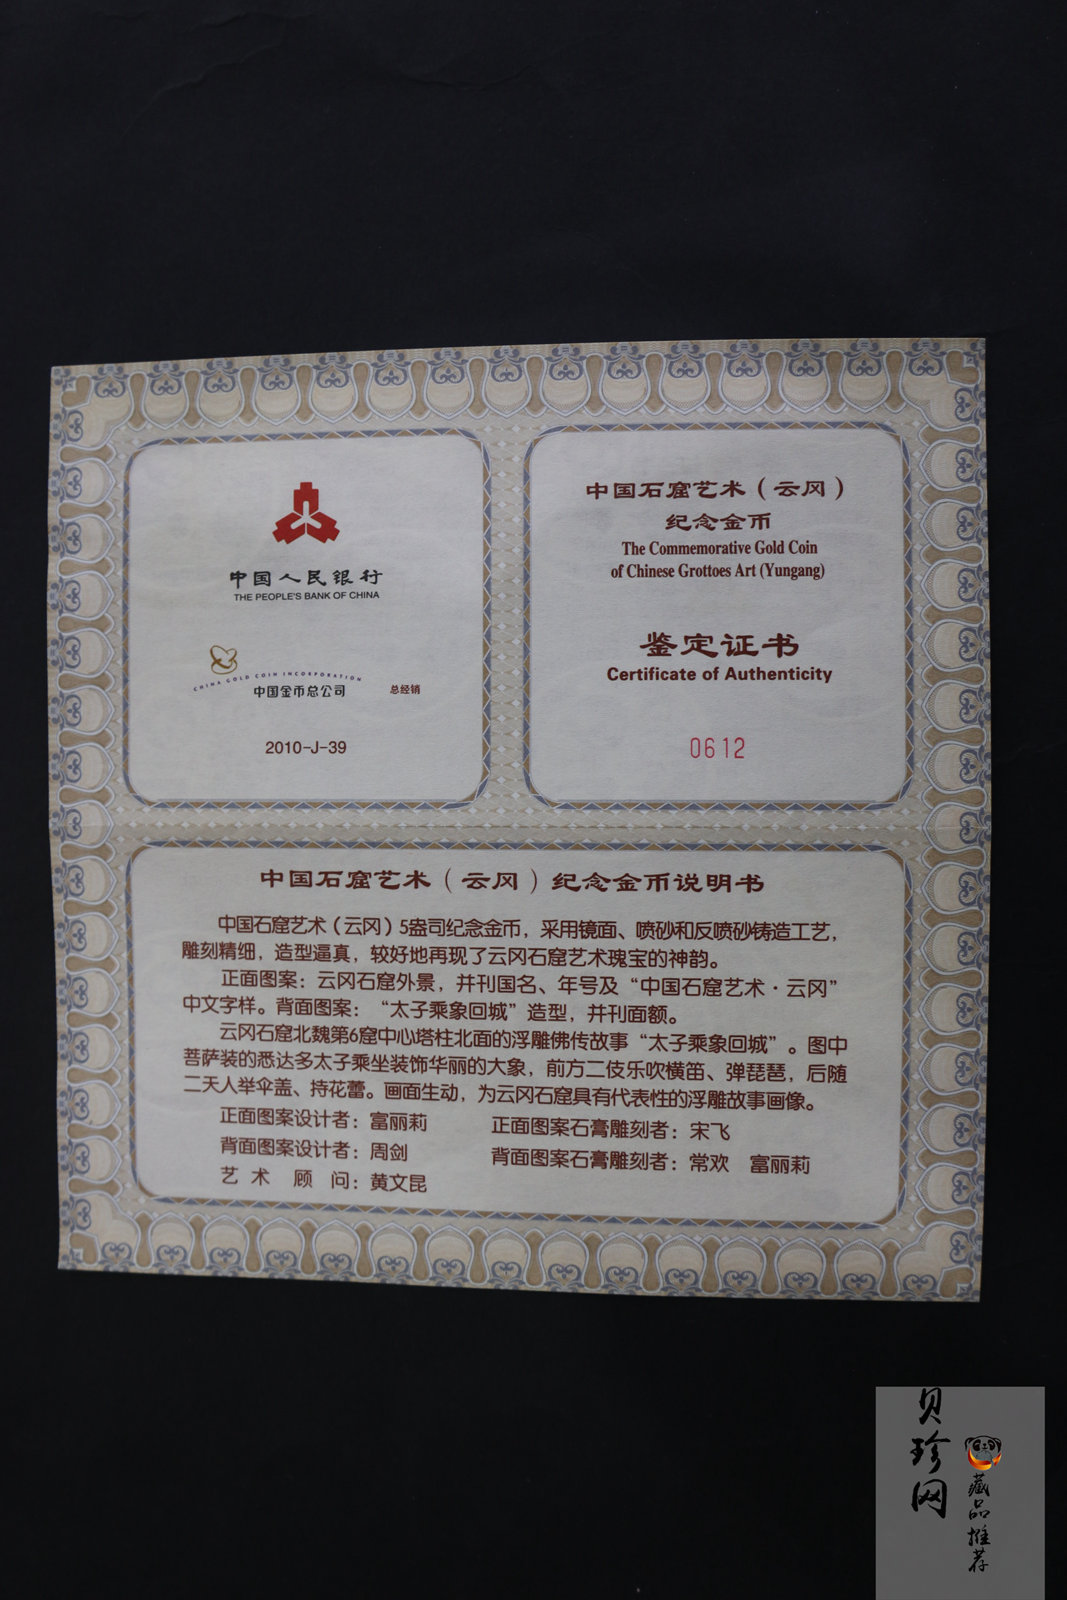 中国人民银行
THE PEOPLE'S BANK OF CHINA
CHINA GOLD COIN INCORPORATION
中国金币总公司 总经销
2010-J-39
中国石窟艺术（云冈）
纪念金币
The Commemorative Gold Coin
of Chinese Grottoes Art (Yungang)
鉴定证书
Certificate of Authenticity
0612
中国石窟艺术（云冈）纪念金币说明书
中国石窟艺术（云冈）5盎司纪念金币，采用镜面、喷砂和反喷砂铸造工艺，
雕刻精细，造型逼真，较好地再现了云冈石窟艺术瑰宝的神韵。
正面图案：云冈石窟外景，并刊国名、年号及“中国石窟艺术·云冈”
中文字样。背面图案：“太子乘象回城”造型，并刊面额。
云冈石窟北魏第6窟中心塔柱北面的浮雕佛传故事“太子乘象回城”。图中
菩萨装的悉达多太子乘坐装饰华丽的大象，前方二伎乐吹横笛、弹琵琶，后随
二天人举伞盖、持花蕾。画面生动，为云冈石窟具有代表性的浮雕故事画像。
正面图案设计者：富丽莉 正面图案石膏雕刻者：宋飞
背面图案设计者：周剑 背面图案石膏雕刻者：常欢 富丽莉
艺术顾问：黄文昆
贝珍网
藏品推荐